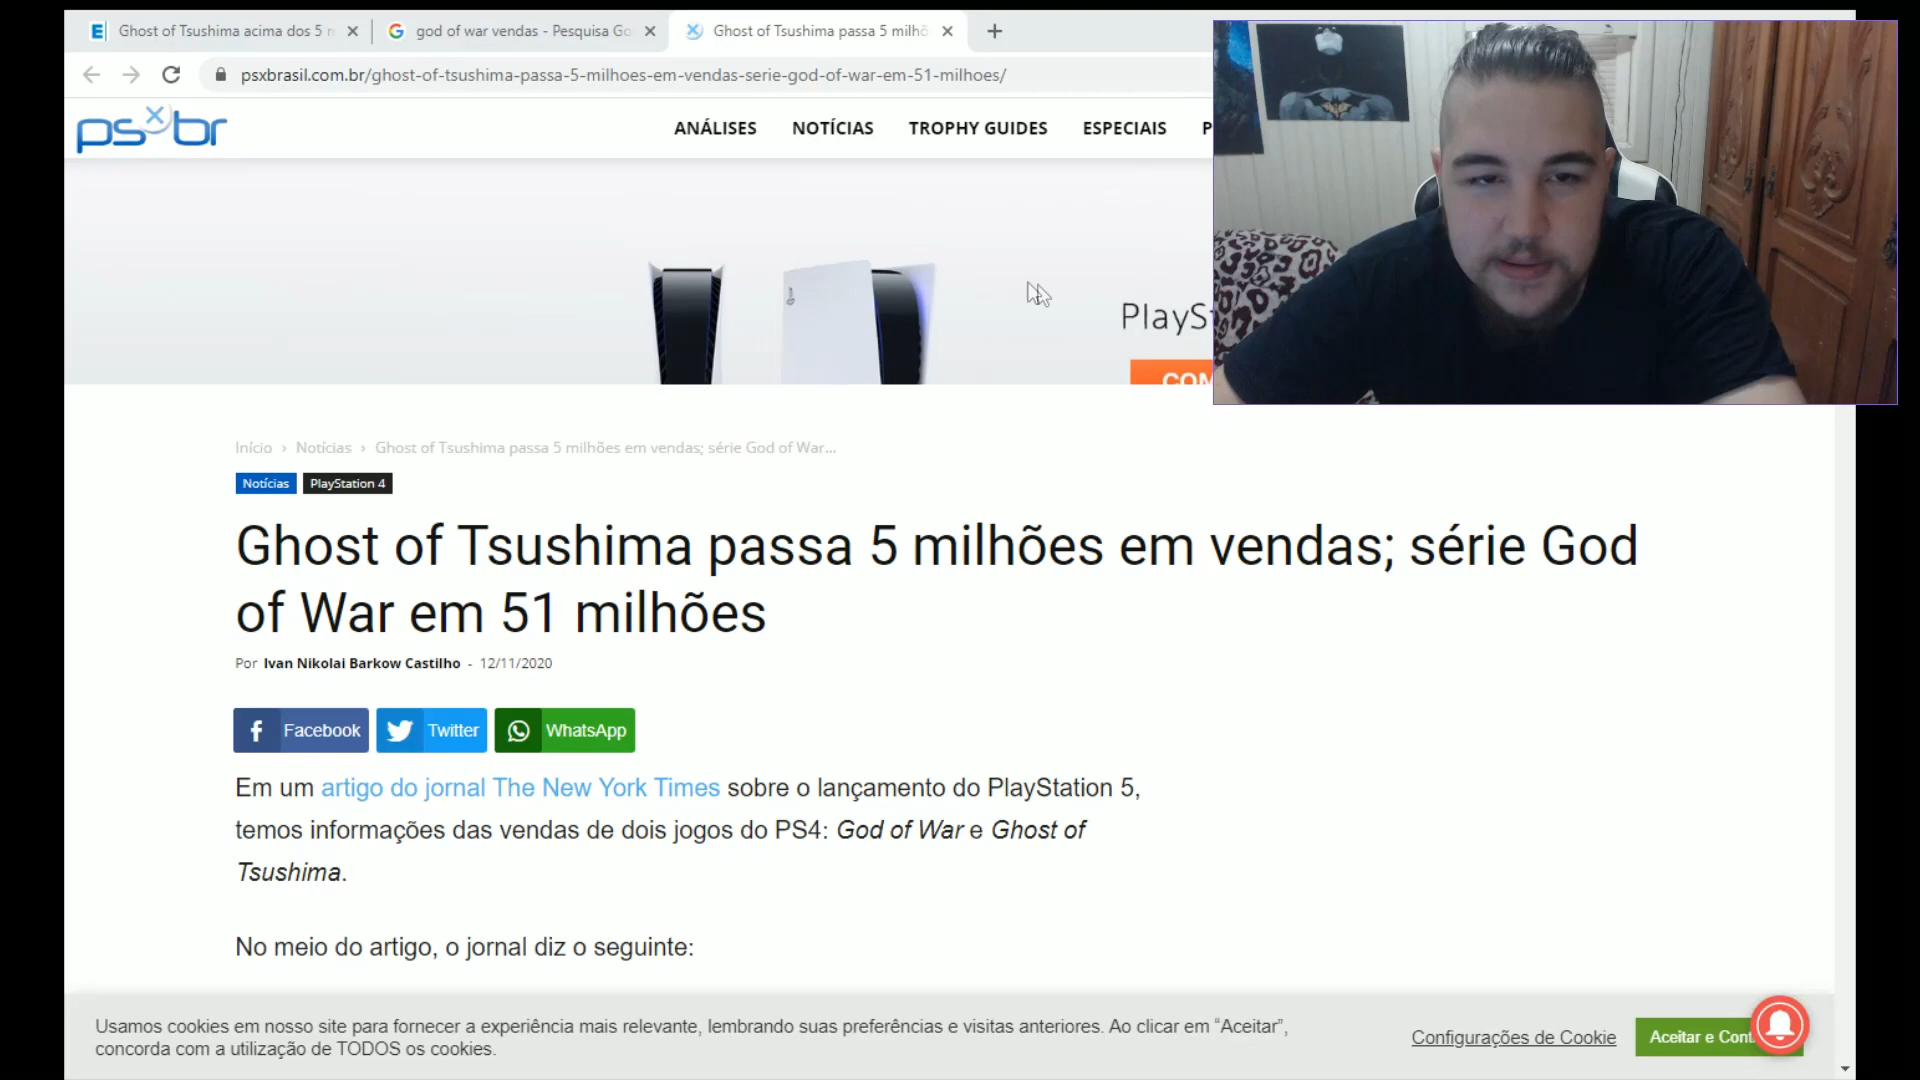 Ghost of Tsushima acima dos 5 m
god of war vendas - Pesquisa Go
Ghost of Tsushima passa 5 milhõ
psxbrasil.com.br/ghost-of-tsushima-passa-5-milhoes-em-vendas-serie-god-of-war-em-51-milhoes/
psxbr
ANÁLISES NOTÍCIAS TROPHY GUIDES ESPECIAIS P
PlaySt
COM
Início › Notícias › Ghost of Tsushima passa 5 milhões em vendas; série God of War...
Notícias PlayStation 4
Ghost of Tsushima passa 5 milhões em vendas; série God
of War em 51 milhões
Por Ivan Nikolai Barkow Castilho - 12/11/2020
Facebook Twitter WhatsApp
Em um artigo do jornal The New York Times sobre o lançamento do PlayStation 5,
temos informações das vendas de dois jogos do PS4: God of War e Ghost of
Tsushima.
No meio do artigo, o jornal diz o seguinte:
Usamos cookies em nosso site para fornecer a experiência mais relevante, lembrando suas preferências e visitas anteriores. Ao clicar em “Aceitar”,
concorda com a utilização de TODOS os cookies.
Configurações de Cookie
Aceitar e Cont